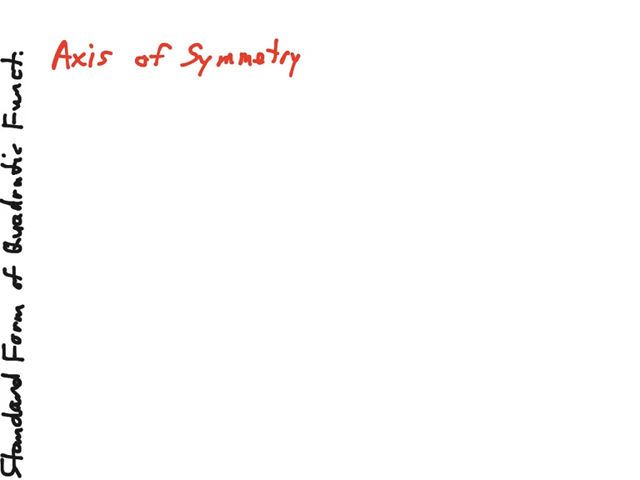 Axis of Symmetry
Standard Form of Quadratic Funct.